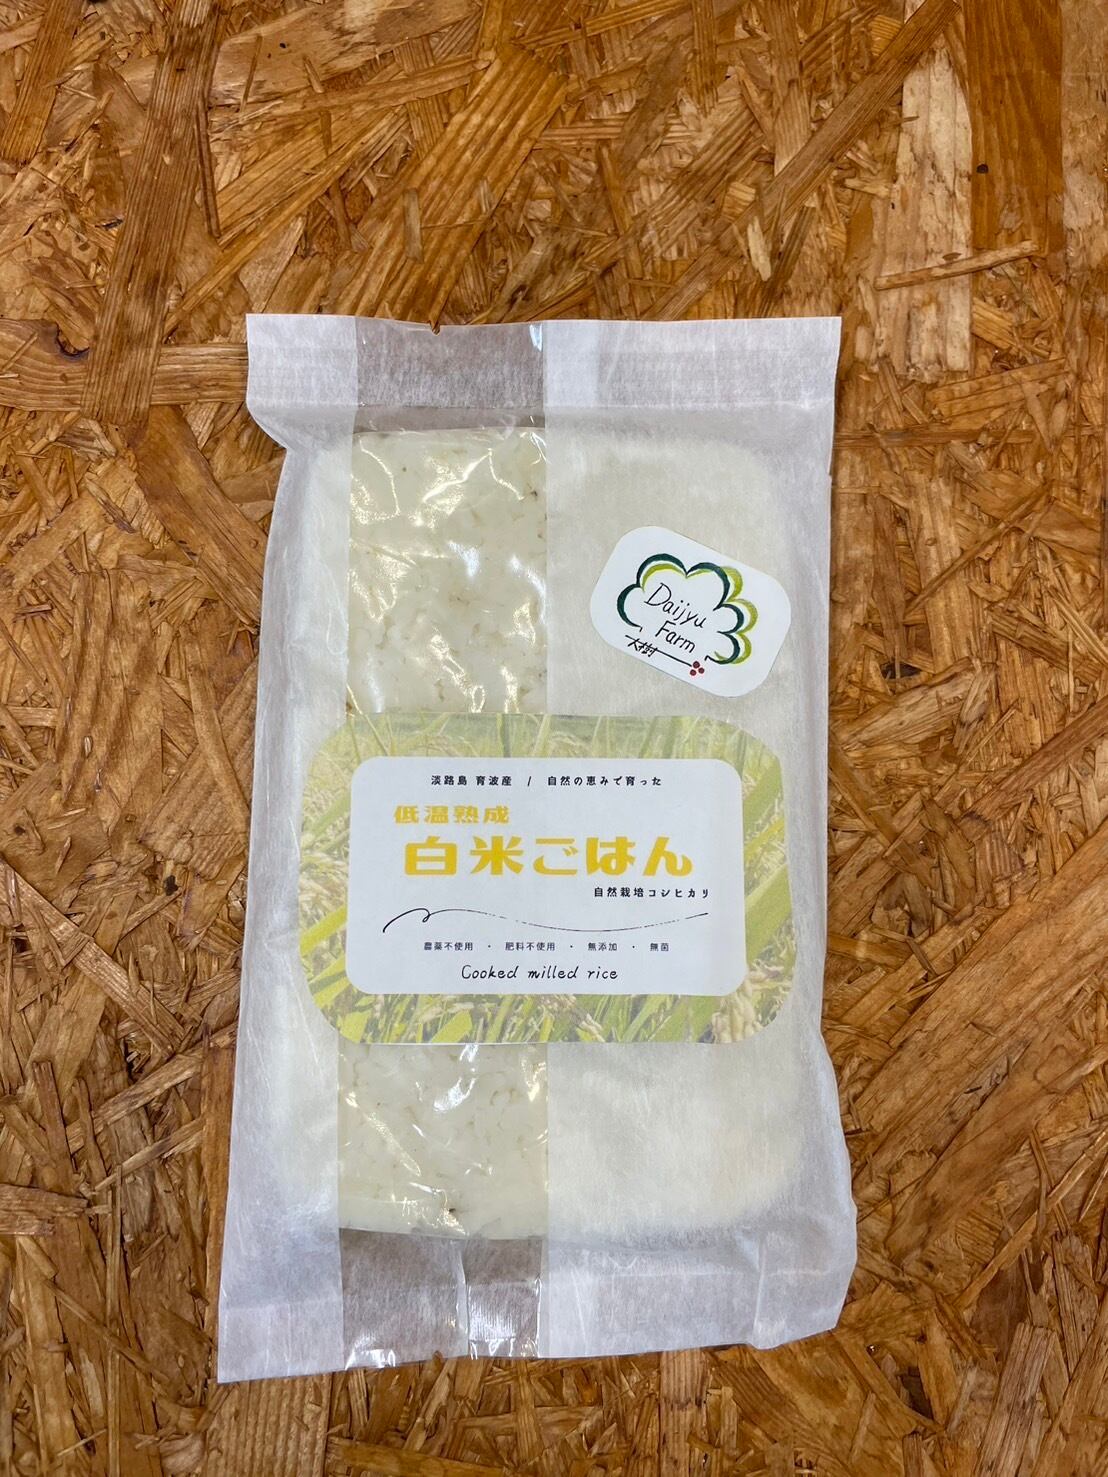 Daijyu
Farm
大樹
淡路島 育波産 / 自然の恵みで育った
低温熟成
白米ごはん
自然栽培コシヒカリ
農薬不使用 ・ 肥料不使用 ・ 無添加 ・ 無菌
Cooked milled rice